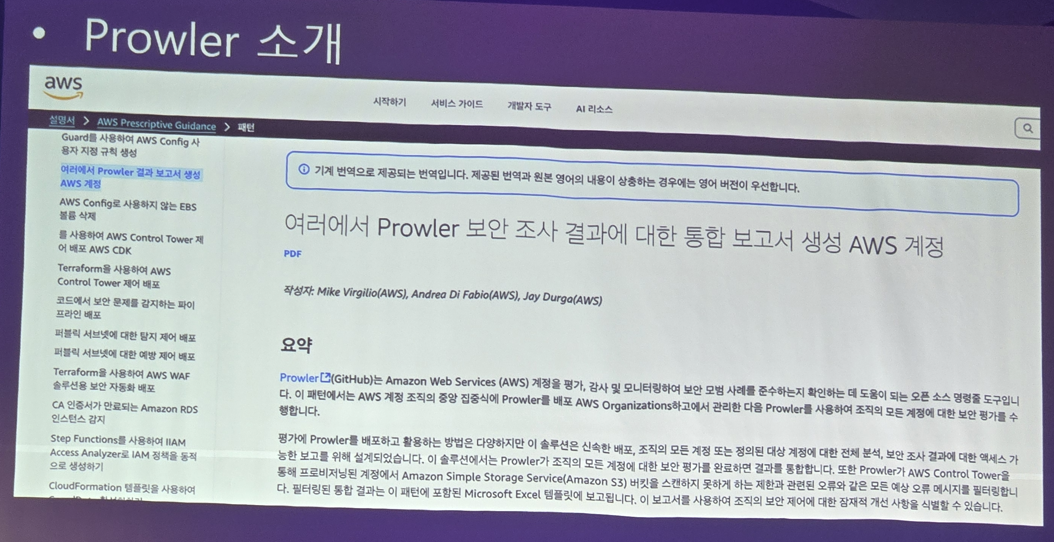 • Prowler 소개
aws
시작하기 서비스 가이드 개발자 도구 AI 리소스
설명서 > AWS Prescriptive Guidance > 패턴
Guard를 사용하여 AWS Config 사
용자 지정 규칙 생성
여러에서 Prowler 결과 보고서 생성
AWS 계정
AWS Config로 사용하지 않는 EBS
볼륨 삭제
를 사용하여 AWS Control Tower 제
어 배포 AWS CDK
Terraform을 사용하여 AWS
Control Tower 제어 배포
코드에서 보안 문제를 감지하는 파이
프라인 배포
퍼블릭 서브넷에 대한 탐지 제어 배포
퍼블릭 서브넷에 대한 예방 제어 배포
Terraform을 사용하여 AWS WAF
솔루션용 보안 자동화 배포
CA 인증서가 만료되는 Amazon RDS
인스턴스 감지
Step Functions를 사용하여 IIAM
Access Analyzer로 IAM 정책을 동적
으로 생성하기
CloudFormation 템플릿을 사용하여
기계 번역으로 제공되는 번역입니다. 제공된 번역과 원본 영어의 내용이 상충하는 경우에는 영어 버전이 우선합니다.
여러에서 Prowler 보안 조사 결과에 대한 통합 보고서 생성 AWS 계정
PDF
작성자: Mike Virgilio(AWS), Andrea Di Fabio(AWS), Jay Durga(AWS)
요약
Prowler(GitHub)는 Amazon Web Services (AWS) 계정을 평가, 감사 및 모니터링하여 보안 모범 사례를 준수하는지 확인하는 데 도움이 되는 오픈 소스 명령줄 도구입니
다. 이 패턴에서는 AWS 계정 조직의 중앙 집중식에 Prowler를 배포 AWS Organizations하고에서 관리한 다음 Prowler를 사용하여 조직의 모든 계정에 대한 보안 평가를 수
행합니다.
평가에 Prowler를 배포하고 활용하는 방법은 다양하지만 이 솔루션은 신속한 배포, 조직의 모든 계정 또는 정의된 대상 계정에 대한 전체 분석, 보안 조사 결과에 대한 액세스 가
능한 보고를 위해 설계되었습니다. 이 솔루션에서는 Prowler가 조직의 모든 계정에 대한 보안 평가를 완료하면 결과를 통합합니다. 또한 Prowler가 AWS Control Tower을
통해 프로비저닝된 계정에서 Amazon Simple Storage Service(Amazon S3) 버킷을 스캔하지 못하게 하는 제한과 관련된 오류와 같은 모든 예상 오류 메시지를 필터링합니
다. 필터링된 통합 결과는 이 패턴에 포함된 Microsoft Excel 템플릿에 보고됩니다. 이 보고서를 사용하여 조직의 보안 제어에 대한 잠재적 개선 사항을 식별할 수 있습니다.